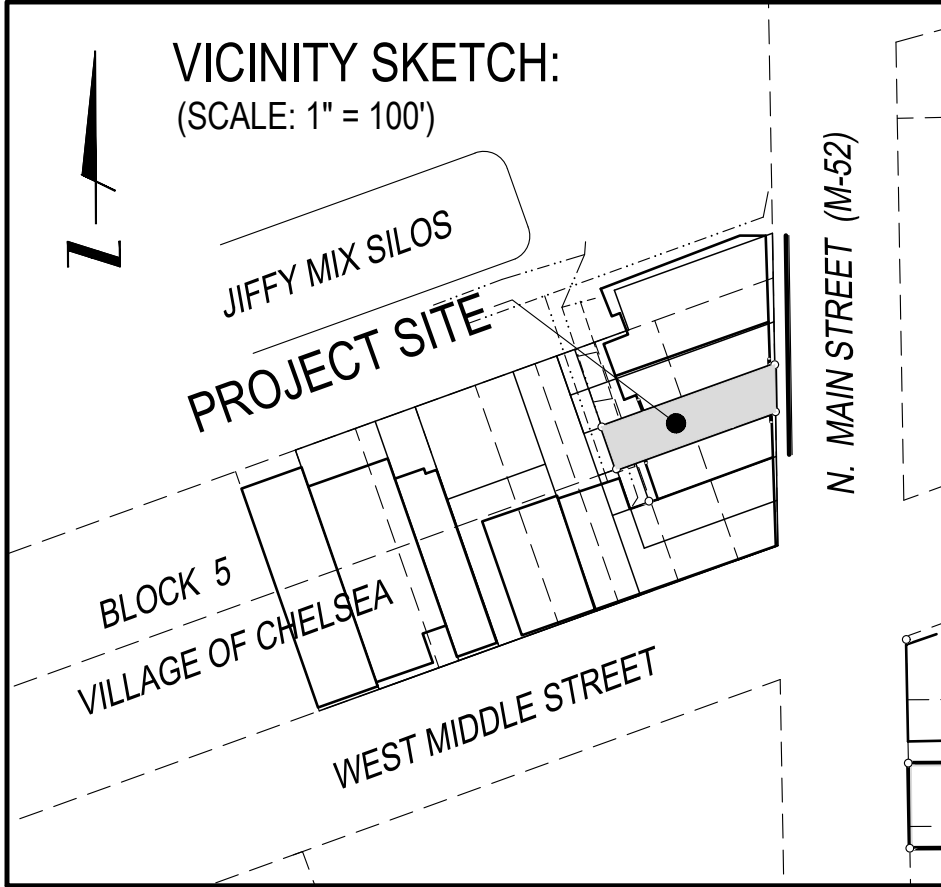 VICINITY SKETCH:
(SCALE: 1" = 100')
N
JIFFY MIX SILOS
PROJECT SITE
N. MAIN STREET (M-52)
BLOCK 5
VILLAGE OF CHELSEA
WEST MIDDLE STREET